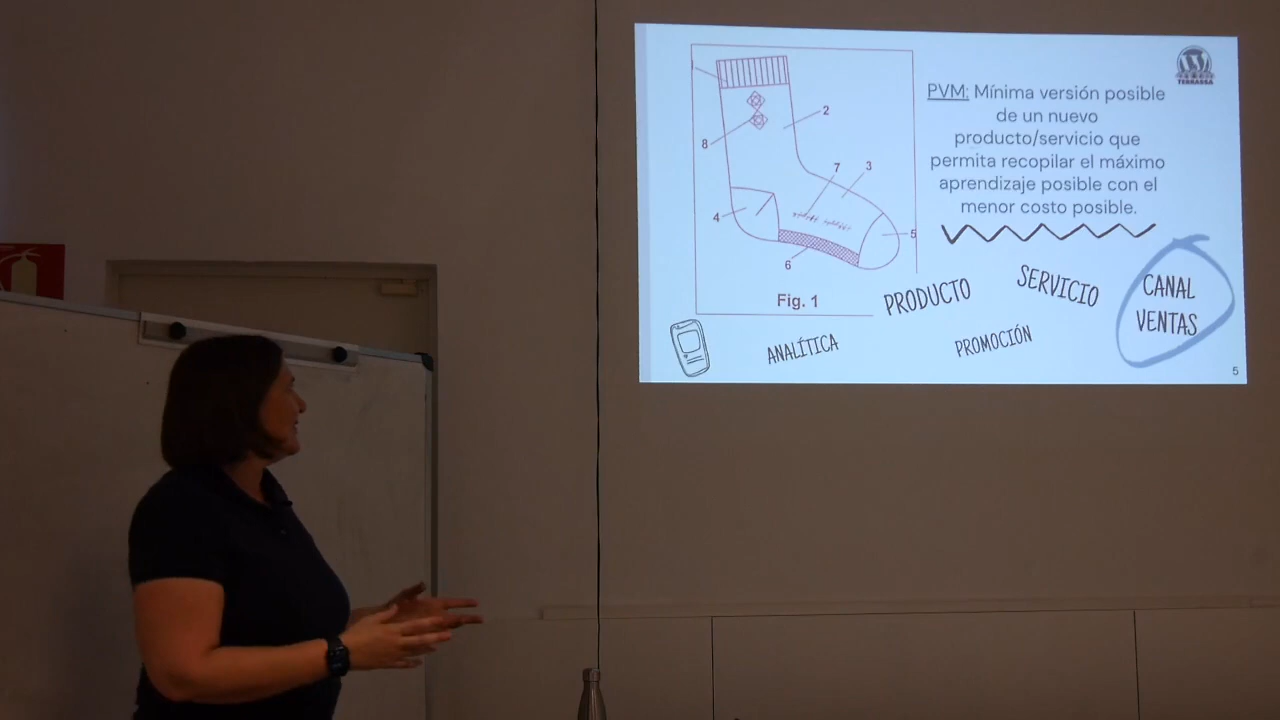 PVM: Mínima versión posible
de un nuevo
producto/servicio que
permita recopilar el máximo
aprendizaje posible con el
menor costo posible.
TERRASSA
2
8
7
3
4
5
6
Fig. 1
PRODUCTO
SERVICIO
CANAL
VENTAS
ANALÍTICA
PROMOCIÓN
5